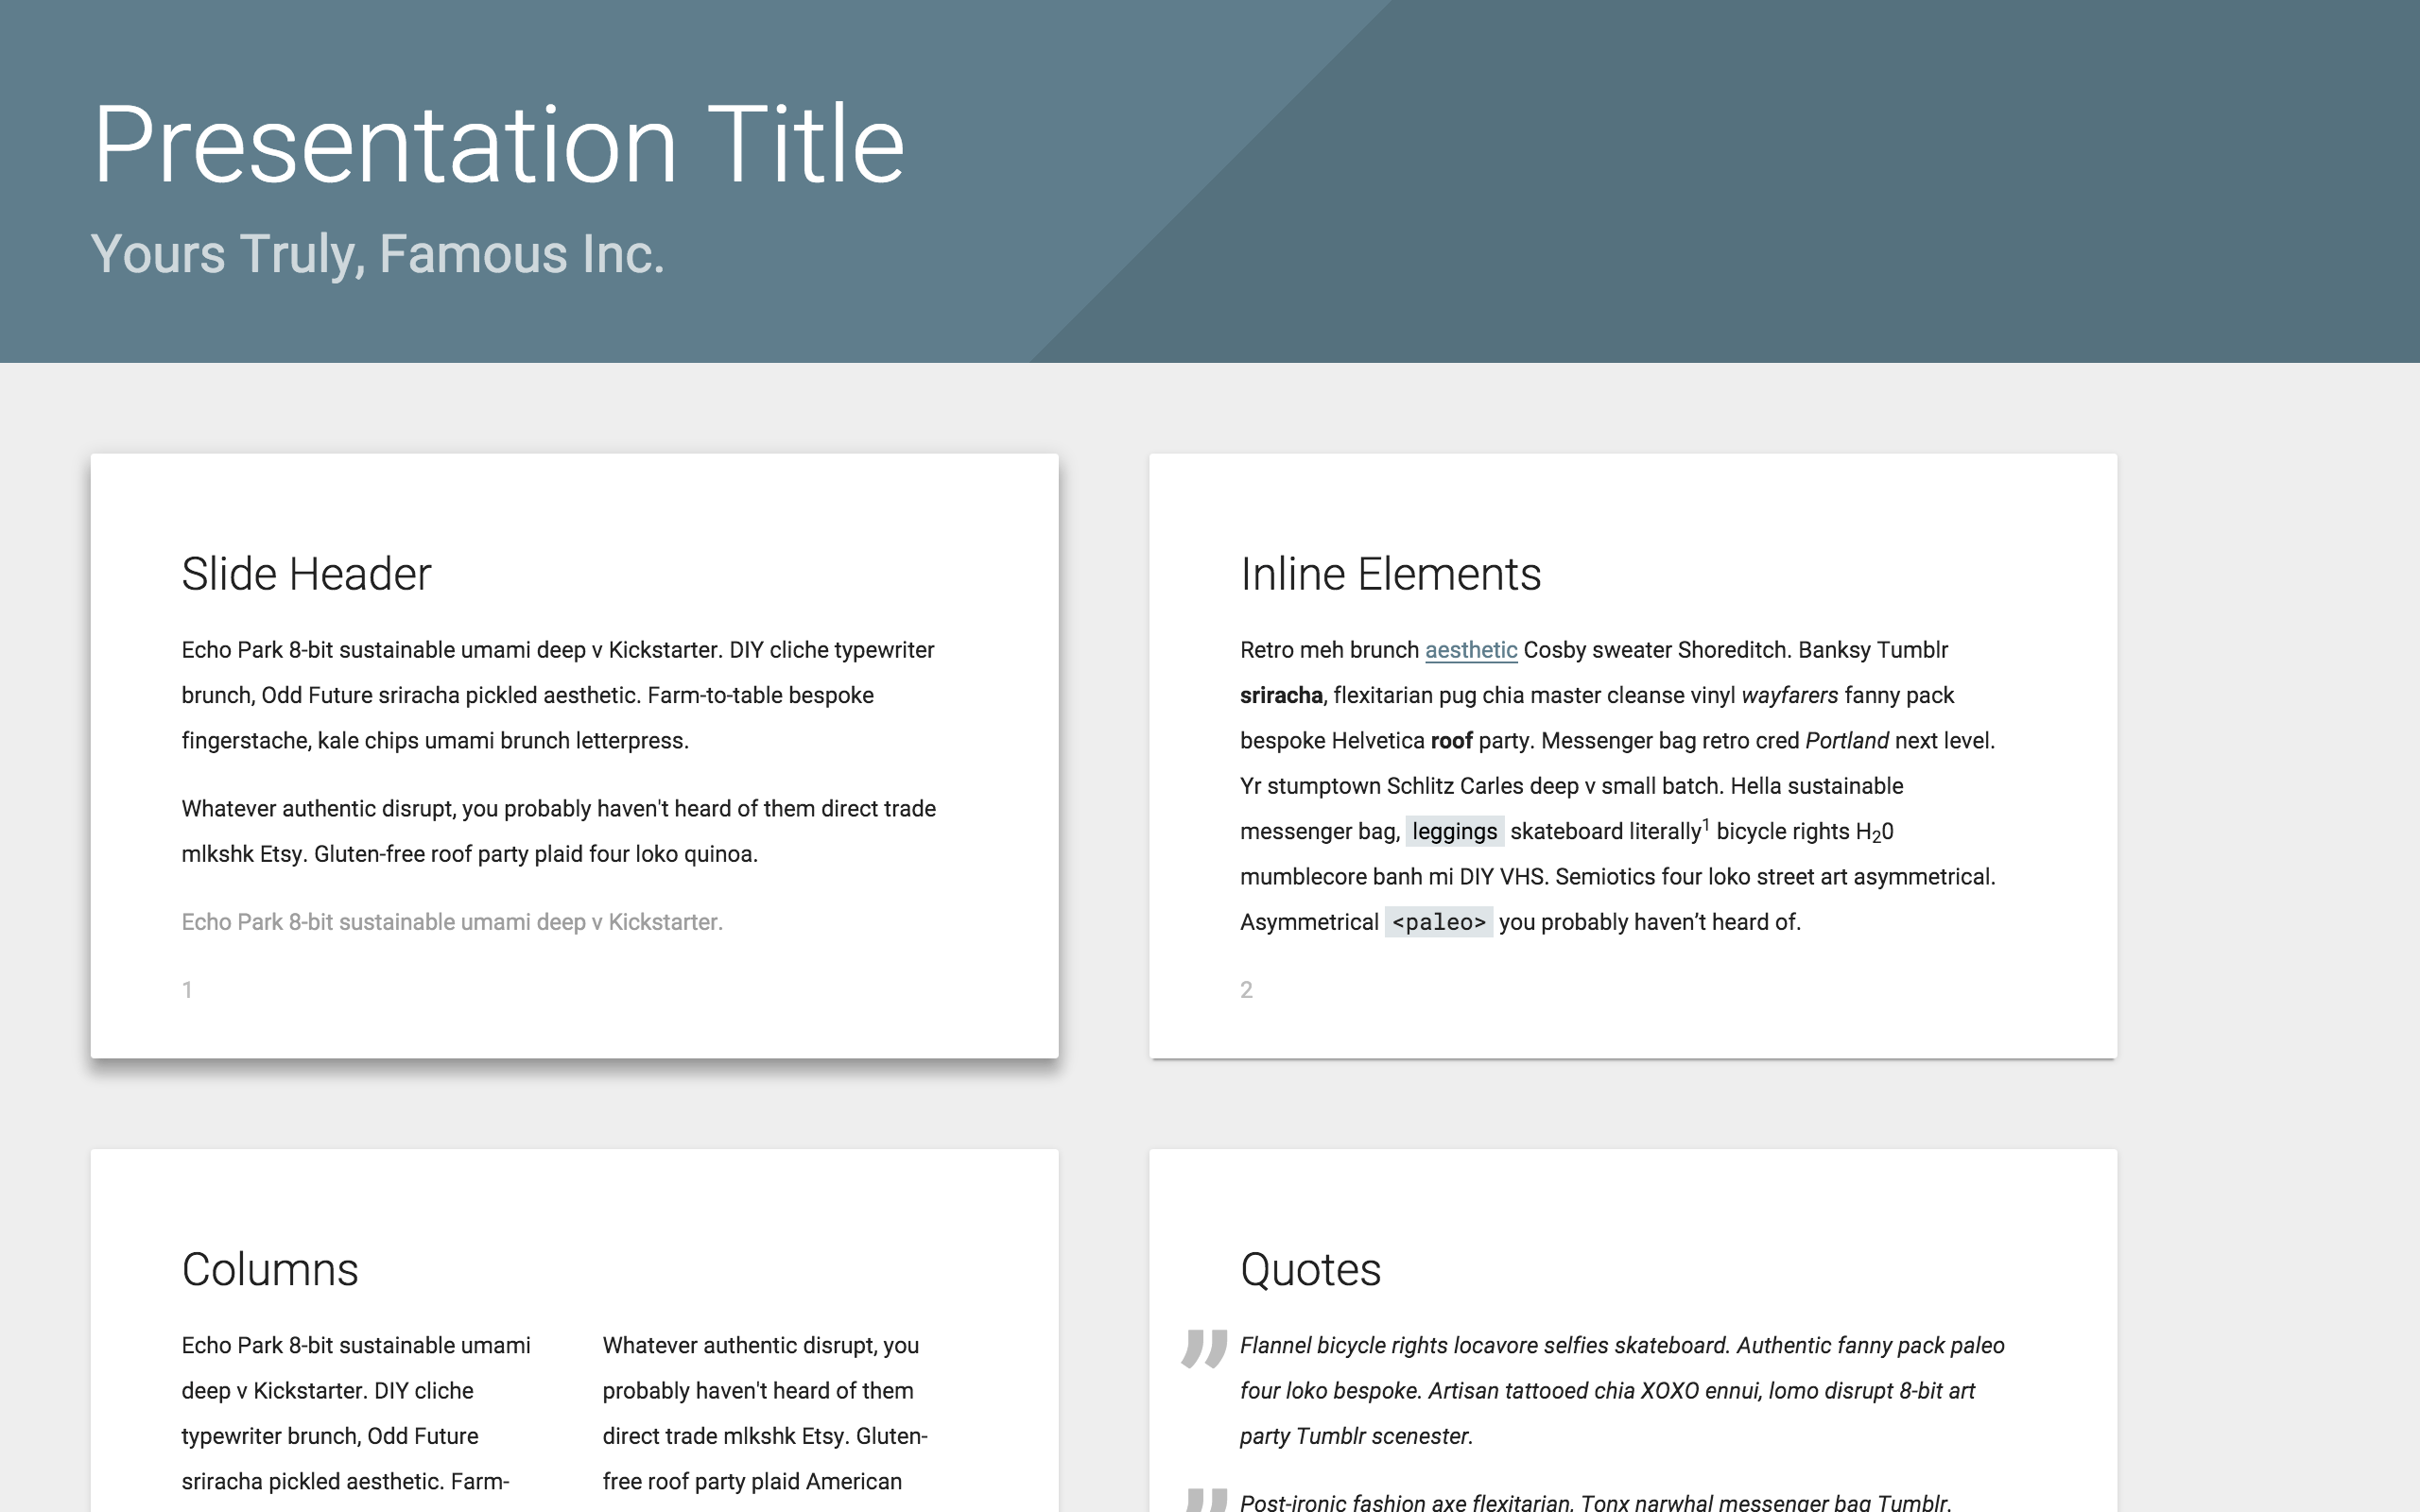 Presentation Title
Yours Truly, Famous Inc.
Slide Header
Echo Park 8-bit sustainable umami deep v Kickstarter. DIY cliche typewriter
brunch, Odd Future sriracha pickled aesthetic. Farm-to-table bespoke
fingerstache, kale chips umami brunch letterpress.
Whatever authentic disrupt, you probably haven't heard of them direct trade
mlkshk Etsy. Gluten-free roof party plaid four loko quinoa.
Echo Park 8-bit sustainable umami deep v Kickstarter.
1
Inline Elements
Retro meh brunch aesthetic Cosby sweater Shoreditch. Banksy Tumblr
sriracha, flexitarian pug chia master cleanse vinyl wayfarers fanny pack
bespoke Helvetica roof party. Messenger bag retro cred Portland next level.
Yr stumptown Schlitz Carles deep v small batch. Hella sustainable
messenger bag, leggings skateboard literally¹ bicycle rights H₂0
mumblecore banh mi DIY VHS. Semiotics four loko street art asymmetrical.
Asymmetrical <paleo> you probably haven’t heard of.
2
Columns
Echo Park 8-bit sustainable umami
deep v Kickstarter. DIY cliche
typewriter brunch, Odd Future
sriracha pickled aesthetic. Farm-
Whatever authentic disrupt, you
probably haven't heard of them
direct trade mlkshk Etsy. Gluten-
free roof party plaid American
Quotes
”Flannel bicycle rights locavore selfies skateboard. Authentic fanny pack paleo
four loko bespoke. Artisan tattooed chia XOXO ennui, lomo disrupt 8-bit art
party Tumblr scenester.
”Post-ironic fashion axe flexitarian, Tonx narwhal messenger bag Tumblr.